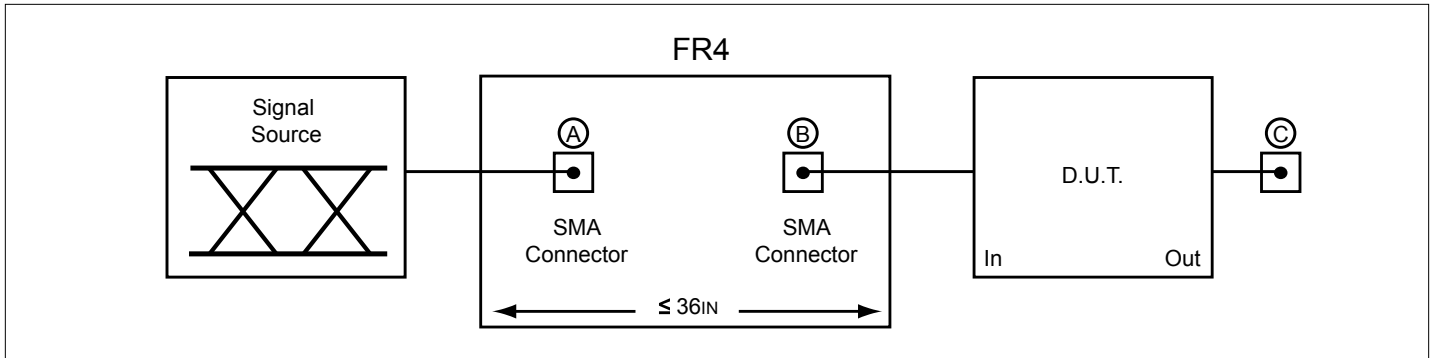 FR4
Signal
Source
A
B
C
D.U.T.
SMA
Connector
SMA
Connector
In
Out
≤ 36IN